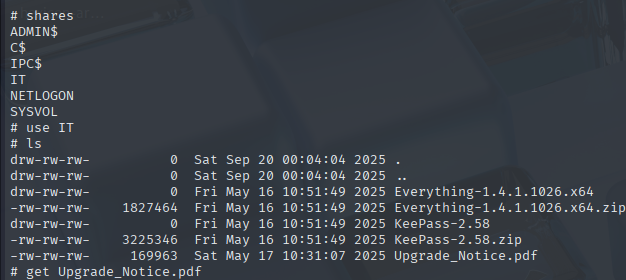 # shares
ADMIN$
C$
IPC$
IT
NETLOGON
SYSVOL
# use IT
# ls
drw-rw-rw-          0  Sat Sep 20 00:04:04 2025 .
drw-rw-rw-          0  Sat Sep 20 00:04:04 2025 ..
drw-rw-rw-          0  Fri May 16 10:51:49 2025 Everything-1.4.1.1026.x64
-rw-rw-rw-    1827464  Fri May 16 10:51:49 2025 Everything-1.4.1.1026.x64.zip
drw-rw-rw-          0  Fri May 16 10:51:49 2025 KeePass-2.58
-rw-rw-rw-    3225346  Fri May 16 10:51:49 2025 KeePass-2.58.zip
-rw-rw-rw-     169963  Sat May 17 10:31:07 2025 Upgrade_Notice.pdf
# get Upgrade_Notice.pdf